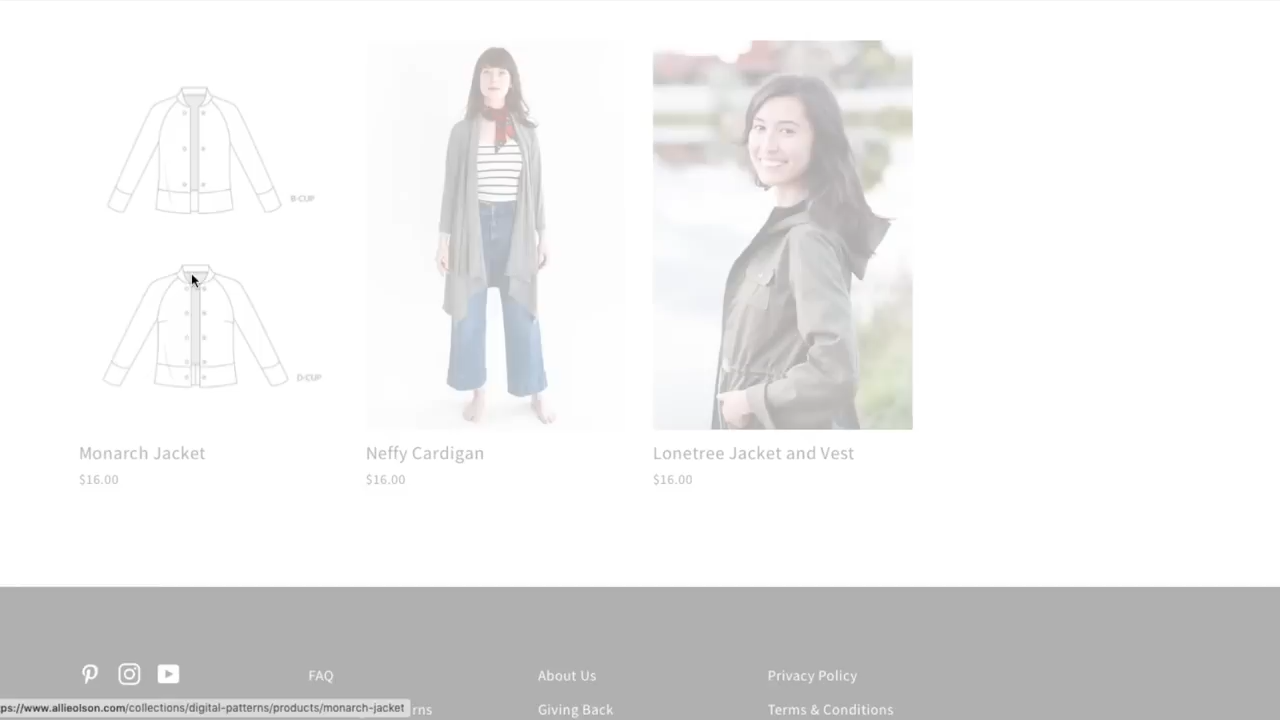 B-CUP
D-CUP
Monarch Jacket
$16.00
Neffy Cardigan
$16.00
Lonetree Jacket and Vest
$16.00
FAQ
About Us
Privacy Policy
ps://www.allieolson.com/collections/digital-patterns/products/monarch-jacket
rns
Giving Back
Terms & Conditions